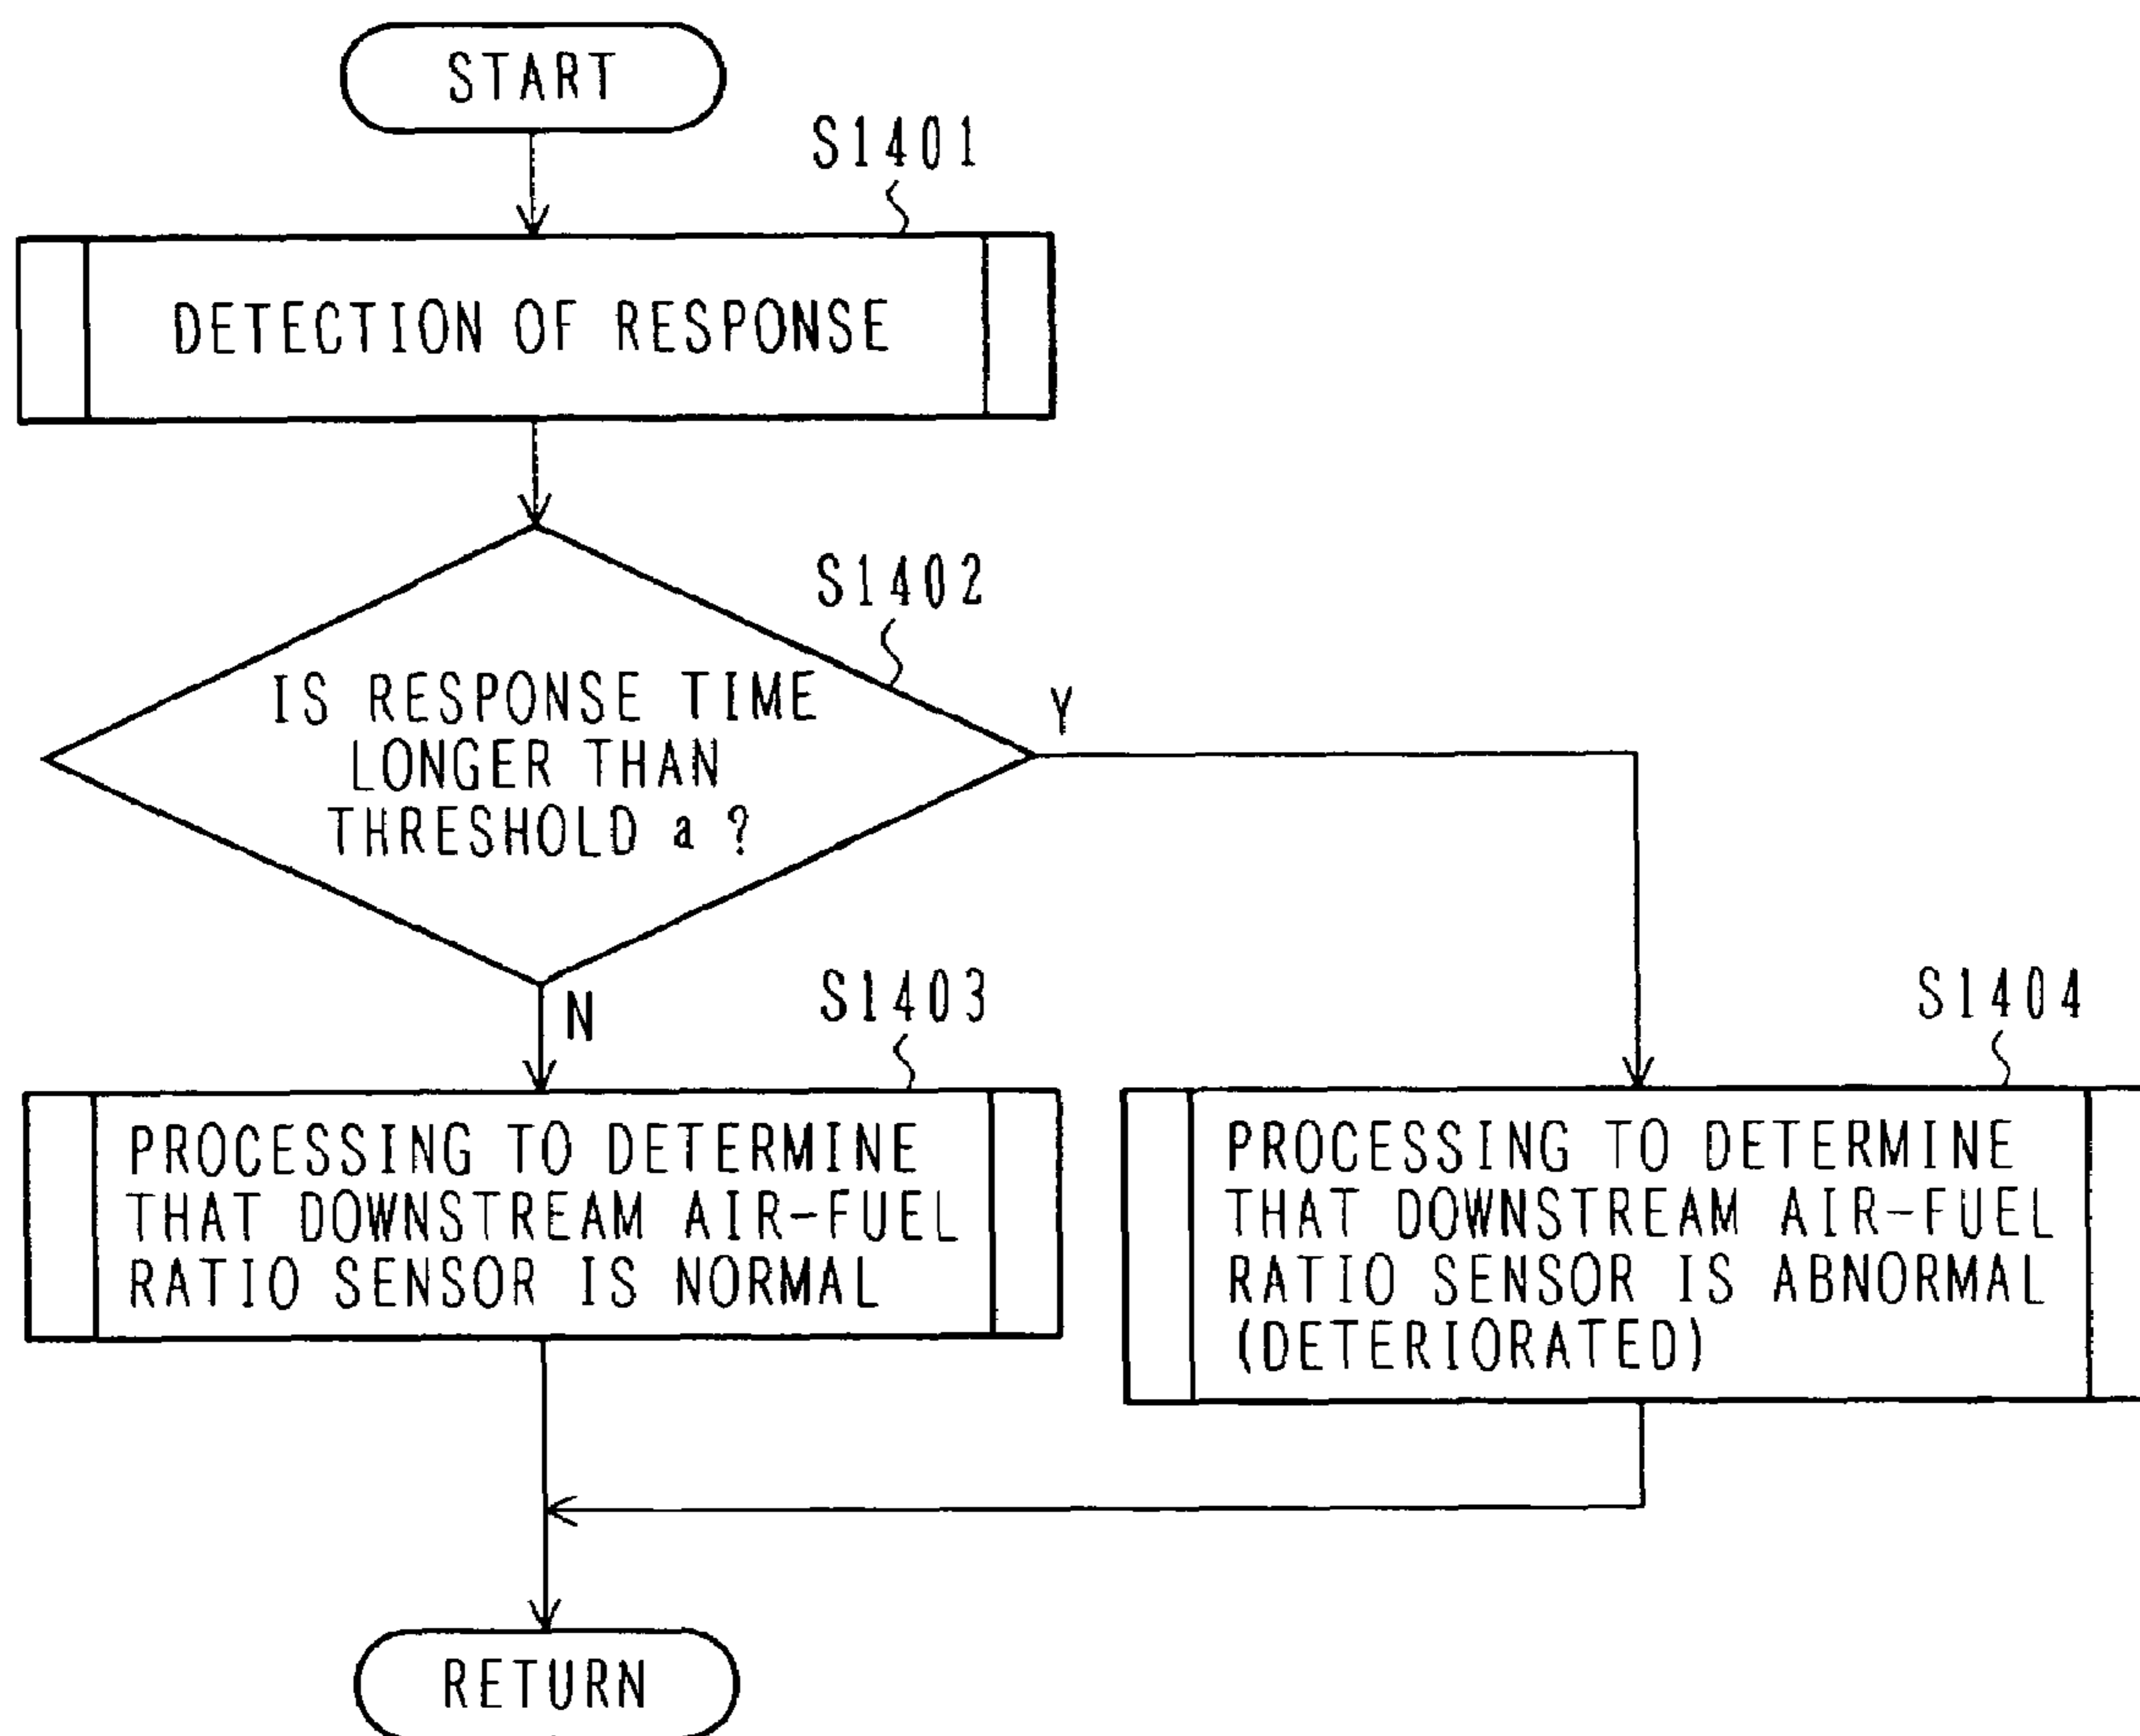 START
S1401
DETECTION OF RESPONSE
S1402
IS RESPONSE TIME
LONGER THAN
THRESHOLD a ?
Y
N
S1403
PROCESSING TO DETERMINE
THAT DOWNSTREAM AIR-FUEL
RATIO SENSOR IS NORMAL
S1404
PROCESSING TO DETERMINE
THAT DOWNSTREAM AIR-FUEL
RATIO SENSOR IS ABNORMAL
(DETERIORATED)
RETURN